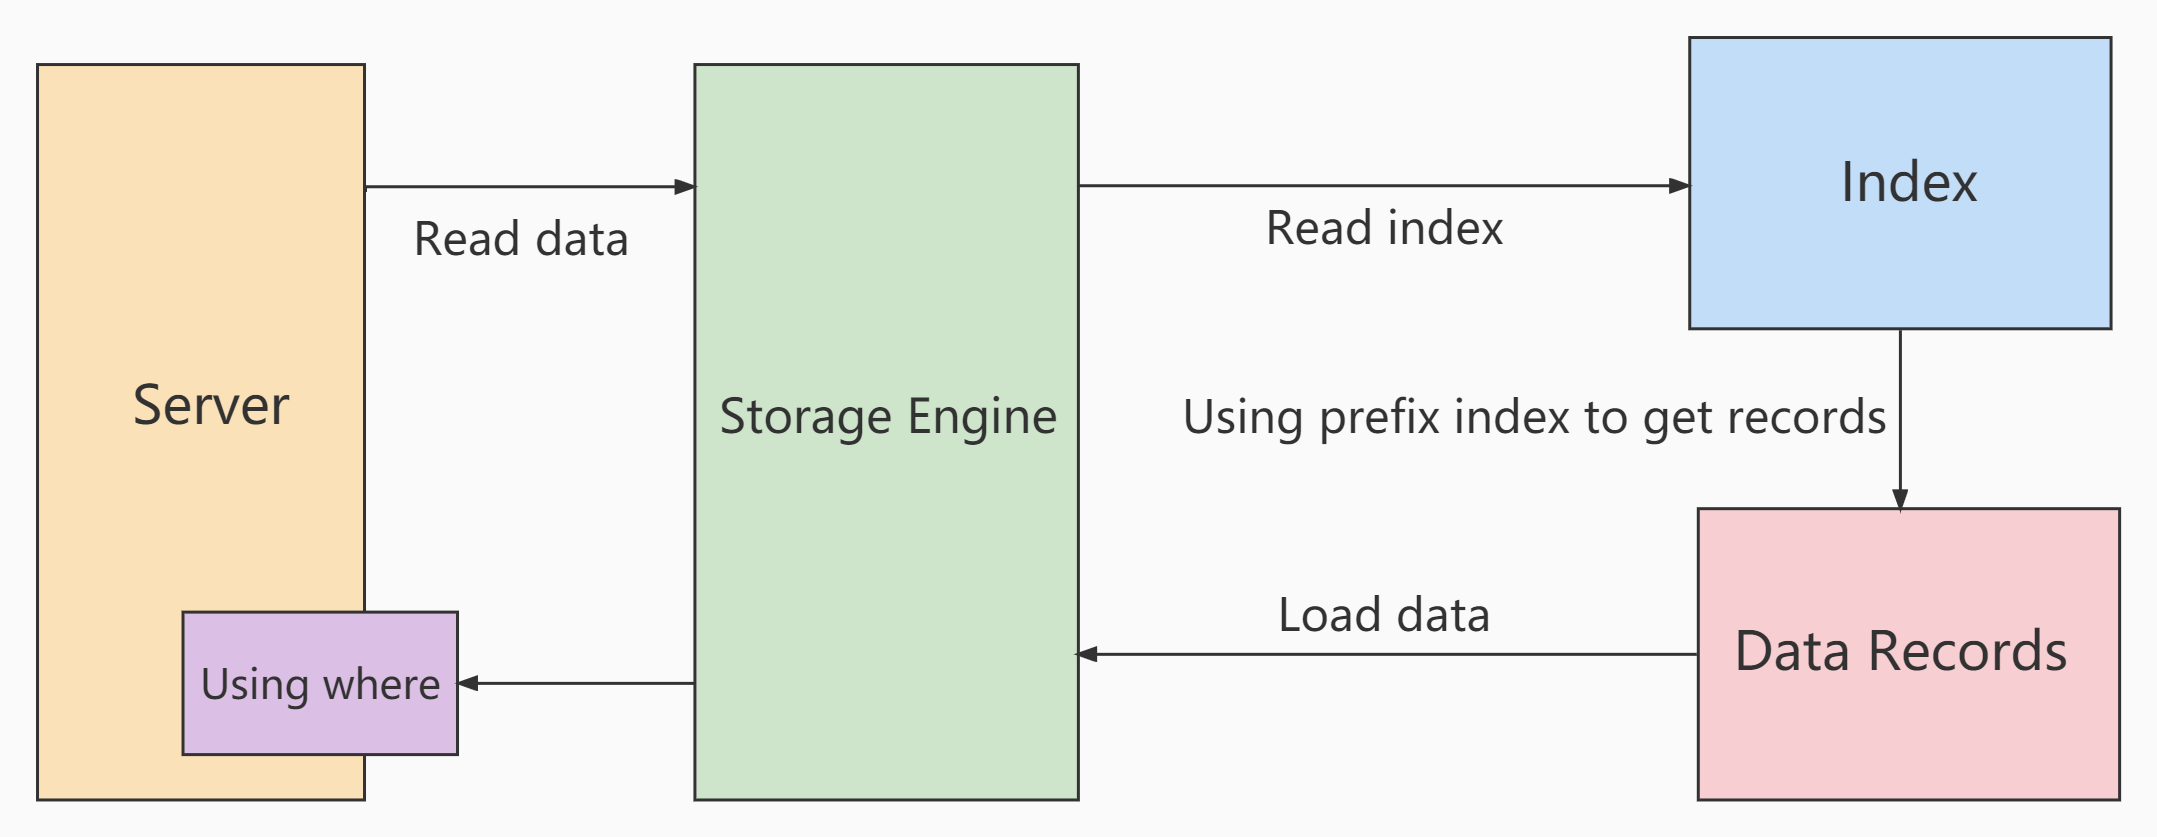 Server
Read data
Storage Engine
Read index
Index
Using prefix index to get records
Data Records
Load data
Using where